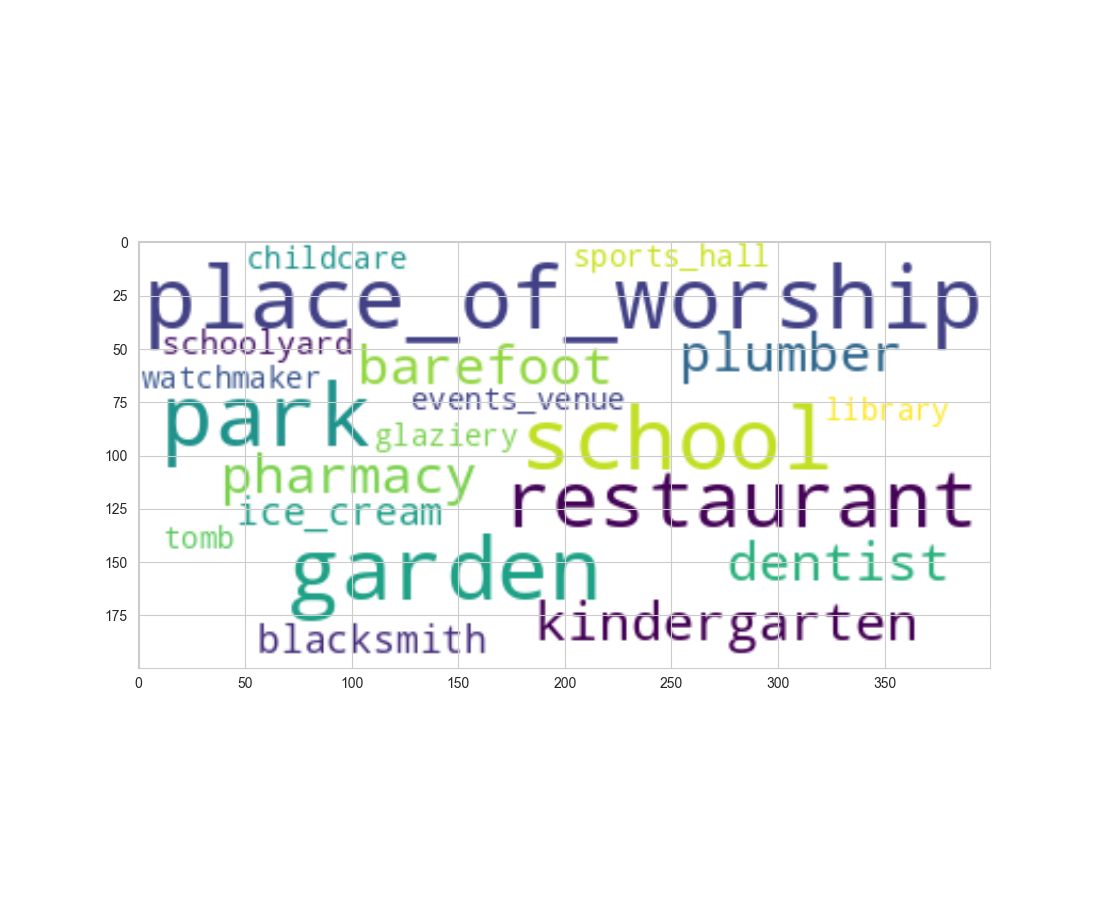 0
childcare sports_hall
place_of_worship
25
schoolyard
50
barefoot plumber
watchmaker
75
park events_venue library
glaziery school
100
pharmacy
restaurant
125
ice_cream
tomb
150
garden dentist
175
kindergarten
blacksmith
0 50 100 150 200 250 300 350